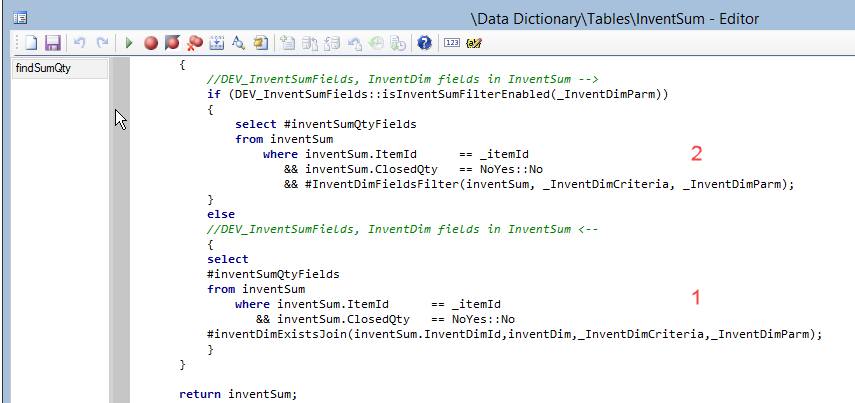 \Data Dictionary\Tables\InventSum - Editor
123
findSumQty
{
//DEV_InventSumFields, InventDim fields in InventSum -->
if (DEV_InventSumFields::isInventSumFilterEnabled(_InventDimParm))
{
select #inventSumQtyFields
from inventSum
where inventSum.ItemId == _itemId
2
&& inventSum.ClosedQty == NoYes::No
&& #InventDimFieldsFilter(inventSum, _InventDimCriteria, _InventDimParm);
}
else
//DEV_InventSumFields, InventDim fields in InventSum <--
{
select
#inventSumQtyFields
from inventSum
1
where inventSum.ItemId == _itemId
&& inventSum.ClosedQty == NoYes::No
#inventDimExistsJoin(inventSum.InventDimId,inventDim,_InventDimCriteria,_InventDimParm);
}
}
return inventSum;